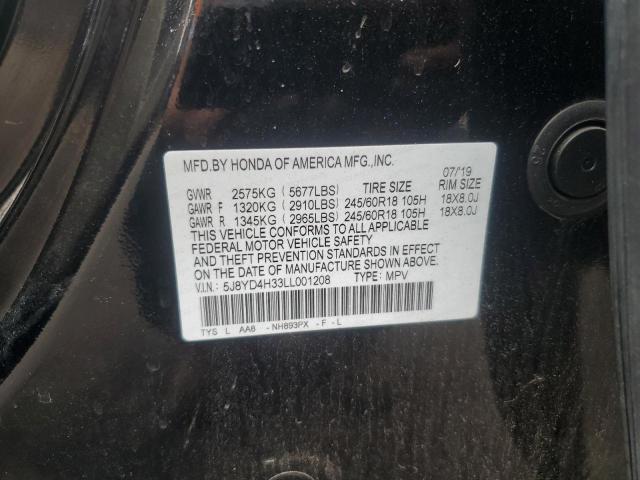 MFD.BY HONDA OF AMERICA MFG.,INC. 07/19
GVWR 2575KG ( 5677LBS) TIRE SIZE RIM SIZE
GAWR F 1320KG ( 2910LBS) 245/60R18 105H 18X8.0J
GAWR R 1345KG ( 2965LBS) 245/60R18 105H 18X8.0J
THIS VEHICLE CONFORMS TO ALL APPLICABLE
FEDERAL MOTOR VEHICLE SAFETY
AND THEFT PREVENTION STANDARDS IN EFFECT
ON THE DATE OF MANUFACTURE SHOWN ABOVE.
V.I.N.: 5J8YD4H33LL001208 TYPE: MPV
TYS L AA6 -NH893PX -F -L